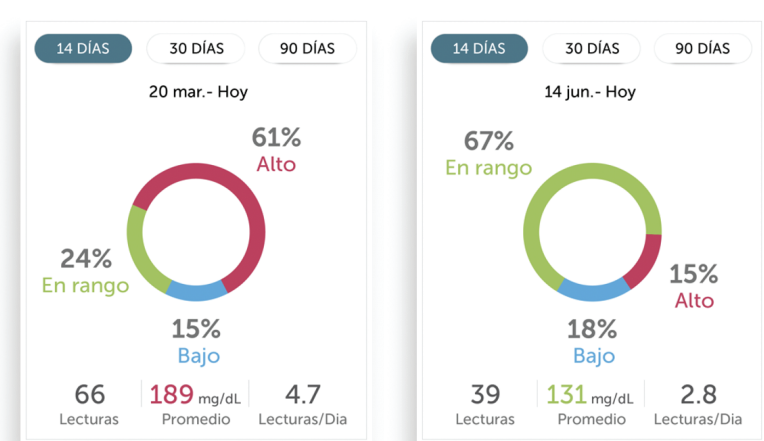 14 DÍAS 30 DÍAS 90 DÍAS
20 mar.- Hoy
61%
Alto
24%
En rango
15%
Bajo
66 189 mg/dL 4.7
Lecturas Promedio Lecturas/Dia
14 DÍAS 30 DÍAS 90 DÍAS
14 jun.- Hoy
67%
En rango
15%
Alto
18%
Bajo
39 131 mg/dL 2.8
Lecturas Promedio Lecturas/Dia